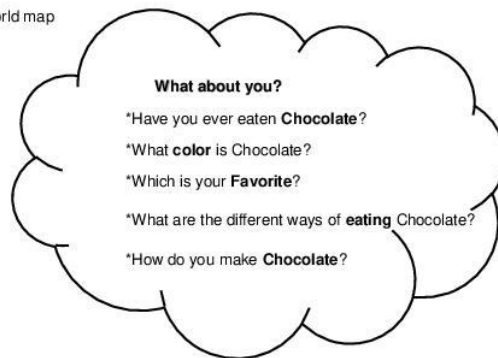 rld map
What about you?
*Have you ever eaten Chocolate?
*What color is Chocolate?
*Which is your Favorite?
*What are the different ways of eating Chocolate?
*How do you make Chocolate?